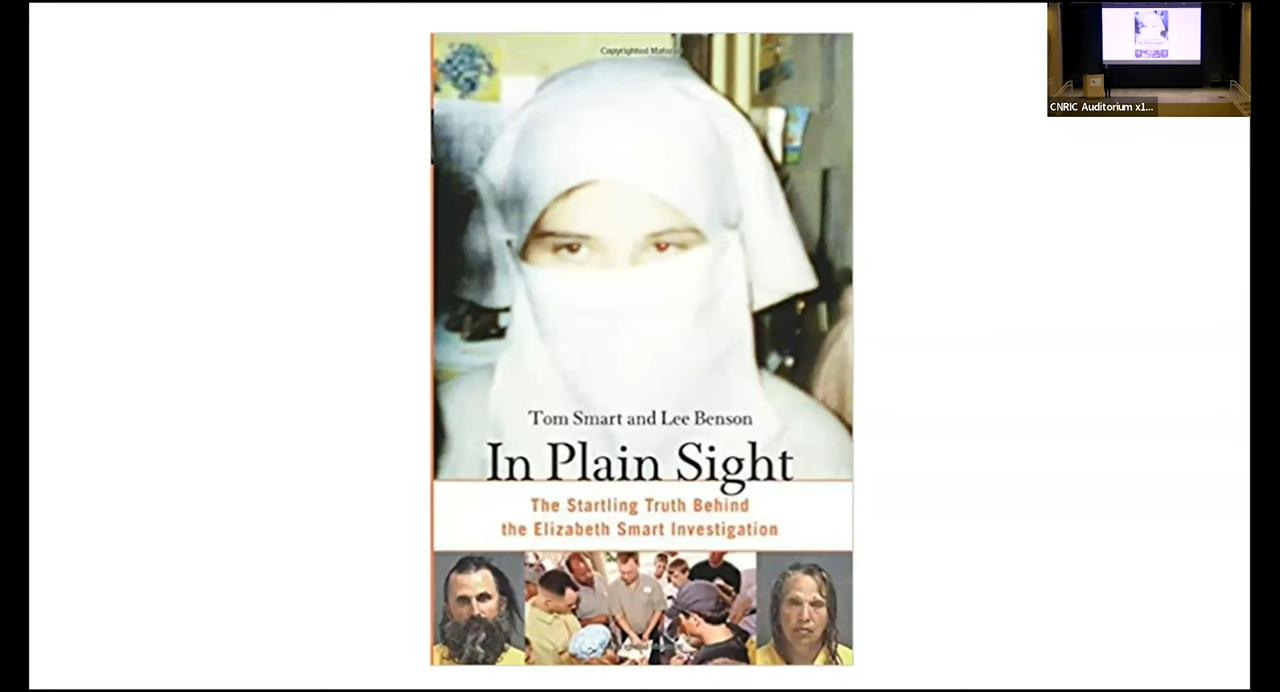 Copyrighted Material
CNRIC Auditorium x1...
Tom Smart and Lee Benson
In Plain Sight
The Startling Truth Behind
the Elizabeth Smart Investigation